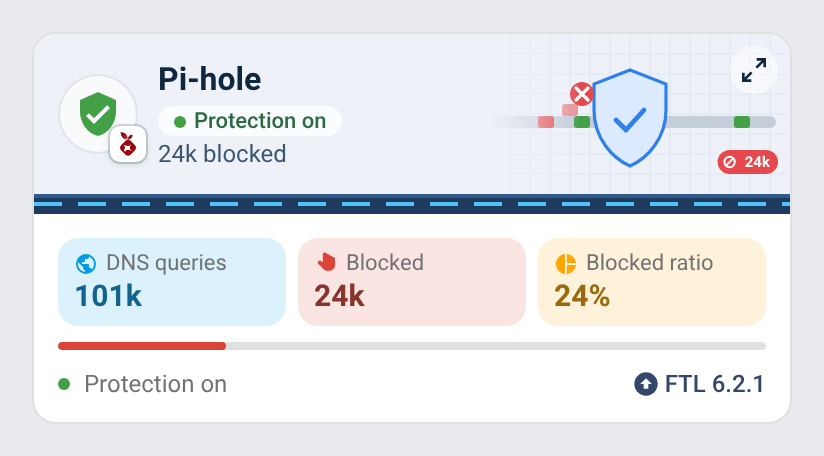 Pi-hole
Protection on
24k blocked
24k
DNS queries
101k
Blocked
24k
Blocked ratio
24%
Protection on
FTL 6.2.1